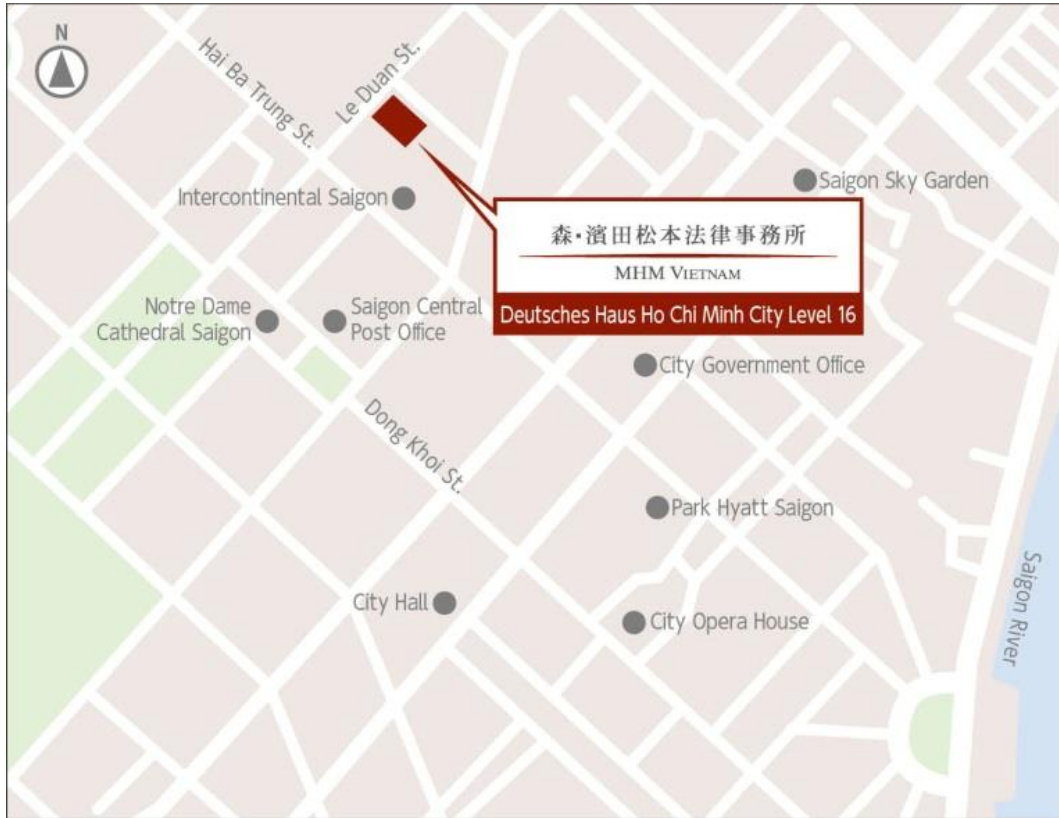 N
Hai Ba Trung St.
Le Duan St.
Intercontinental Saigon
Saigon Sky Garden
森・濱田松本法律事務所
MHM VIETNAM
Deutsches Haus Ho Chi Minh City Level 16
Notre Dame
Cathedral Saigon
Saigon Central
Post Office
City Government Office
Dong Khoi St.
Park Hyatt Saigon
City Hall
City Opera House
Saigon River